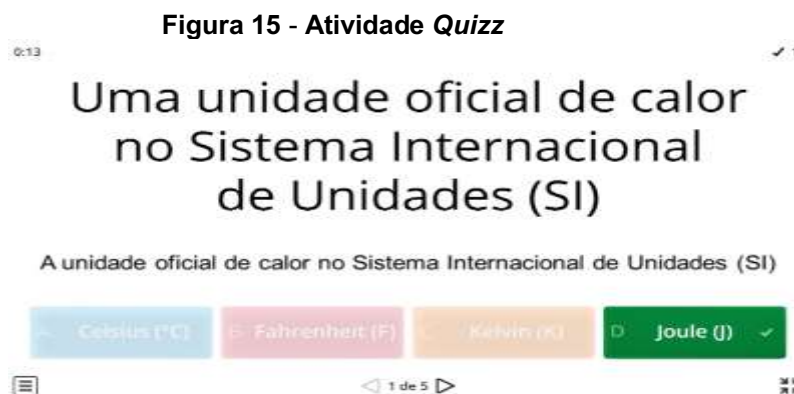 Figura 15 - Atividade Quizz
0:13 ✓ 1
Uma unidade oficial de calor
no Sistema Internacional
de Unidades (SI)
A unidade oficial de calor no Sistema Internacional de Unidades (SI)
A Celsius (°C) B Fahrenheit (F) C Kelvin (K) D Joule (J) ✓
1 de 5